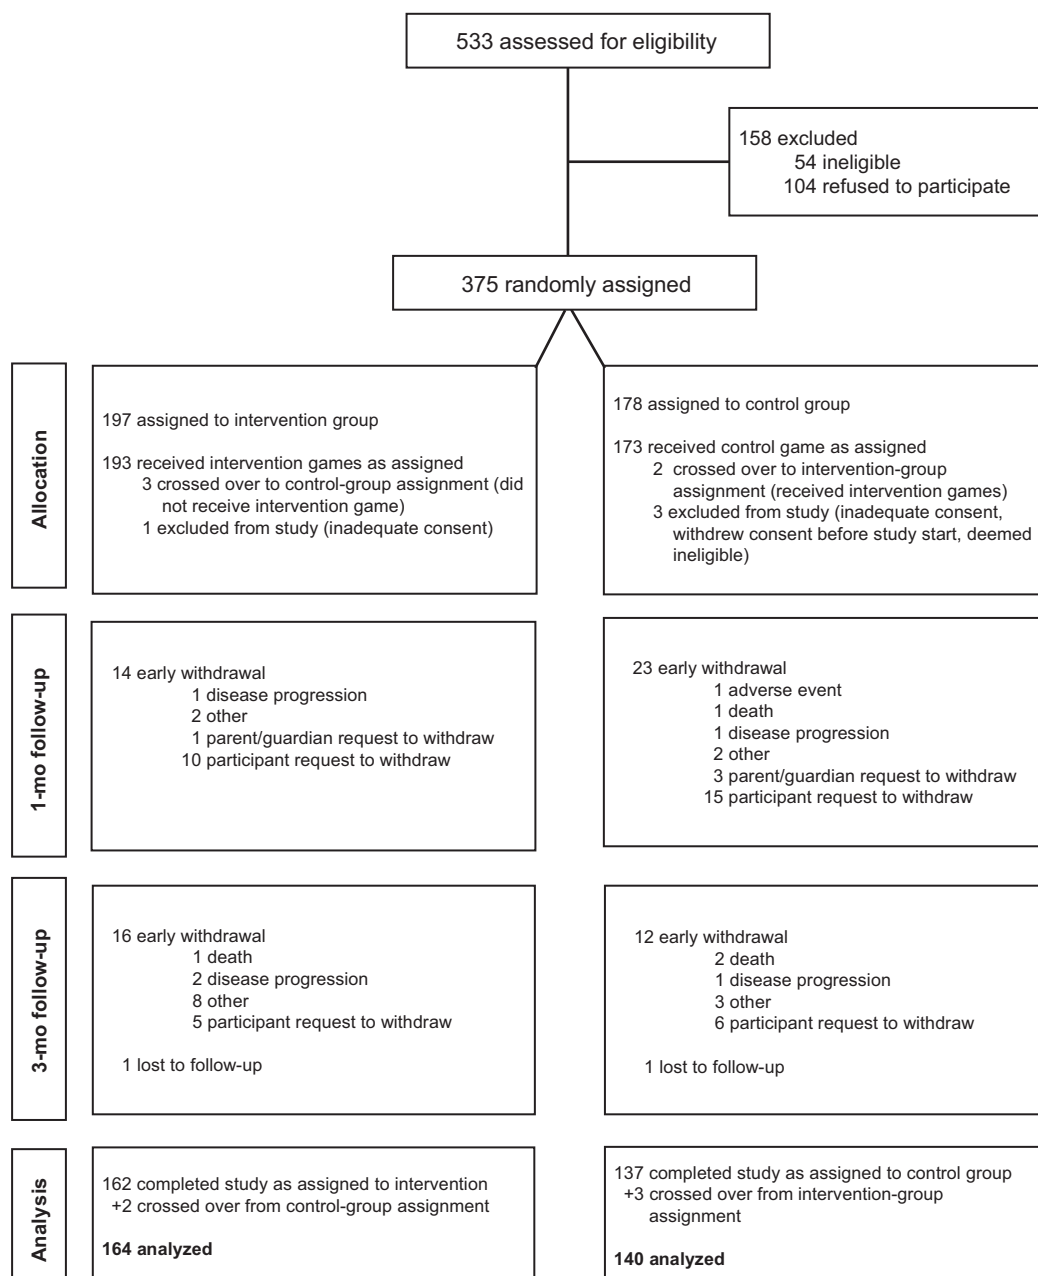 533 assessed for eligibility
158 excluded
54 ineligible
104 refused to participate
375 randomly assigned
Allocation
197 assigned to intervention group
193 received intervention games as assigned
3 crossed over to control-group assignment (did
not receive intervention game)
1 excluded from study (inadequate consent)
178 assigned to control group
173 received control game as assigned
2 crossed over to intervention-group
assignment (received intervention games)
3 excluded from study (inadequate consent,
withdrew consent before study start, deemed
ineligible)
1-mo follow-up
14 early withdrawal
1 disease progression
2 other
1 parent/guardian request to withdraw
10 participant request to withdraw
23 early withdrawal
1 adverse event
1 death
1 disease progression
2 other
3 parent/guardian request to withdraw
15 participant request to withdraw
3-mo follow-up
16 early withdrawal
1 death
2 disease progression
8 other
5 participant request to withdraw
1 lost to follow-up
12 early withdrawal
2 death
1 disease progression
3 other
6 participant request to withdraw
1 lost to follow-up
Analysis
162 completed study as assigned to intervention
+2 crossed over from control-group assignment
164 analyzed
137 completed study as assigned to control group
+3 crossed over from intervention-group
assignment
140 analyzed